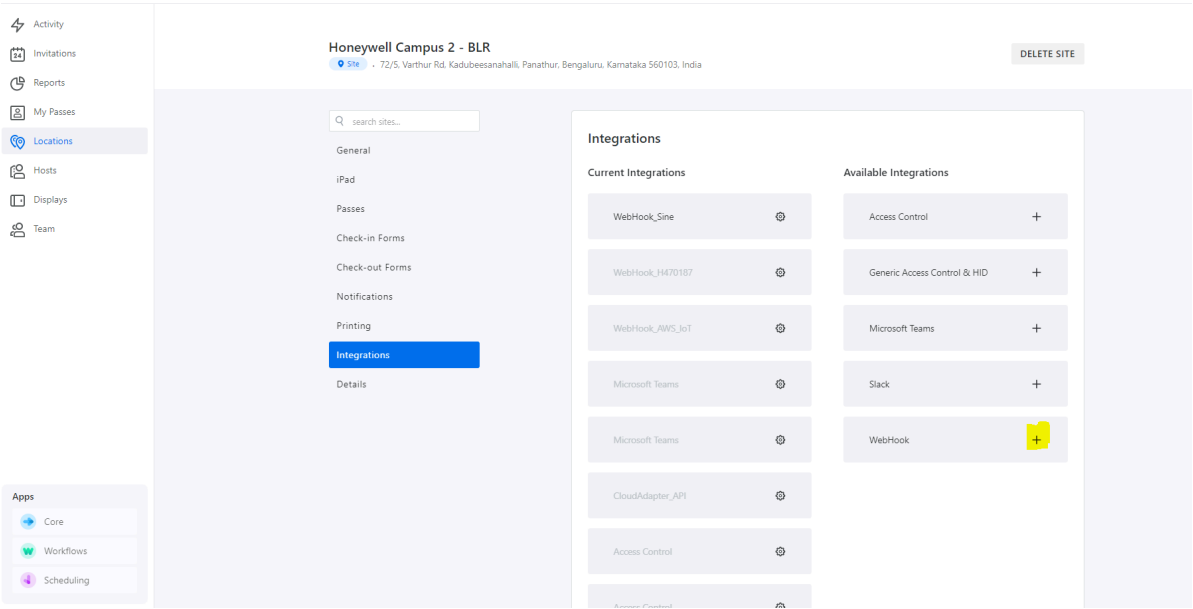 Activity
24
Invitations
Reports
My Passes
Locations
Hosts
Displays
Team
Apps
Core
Workflows
Scheduling
Honeywell Campus 2 - BLR
Site • 72/5, Varthur Rd, Kadubeesanahalli, Panathur, Bengaluru, Karnataka 560103, India
DELETE SITE
search sites...
General
iPad
Passes
Check-in Forms
Check-out Forms
Notifications
Printing
Integrations
Details
Integrations
Current Integrations
WebHook_Sine
WebHook_H470187
WebHook_AWS_IoT
Microsoft Teams
Microsoft Teams
CloudAdapter_API
Access Control
Access Control
Available Integrations
Access Control
Generic Access Control & HID
Microsoft Teams
Slack
WebHook